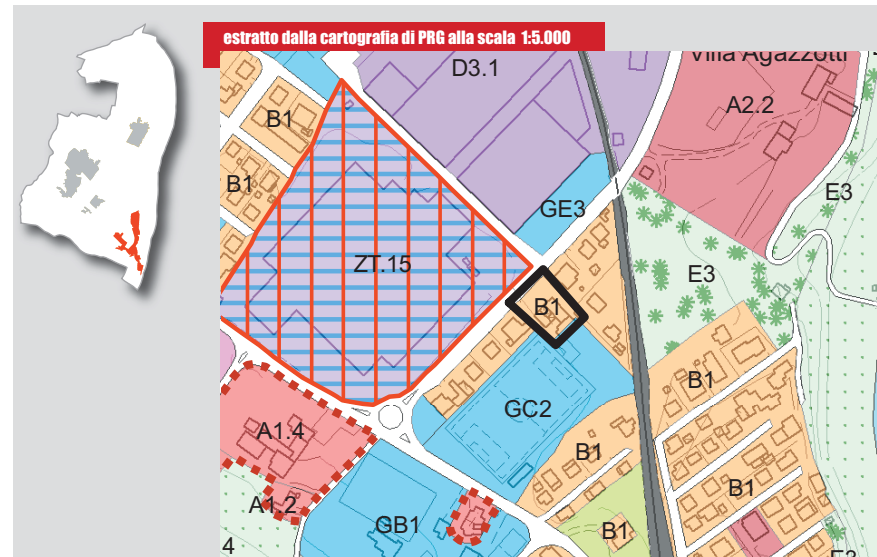 estratto dalla cartografia di PRG alla scala 1:5.000
Villa Agazzotti
D3.1
A2.2
B1
B1
E3
GE3
ZT.15
E3
B1
B1
GC2
A1.4
B1
B1
A1.2
GB1
B1
4
E3